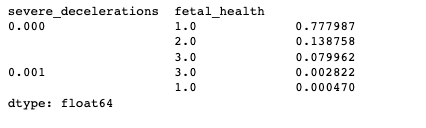 severe_decelerations  fetal_health
0.000                 1.0             0.777987
                      2.0             0.138758
                      3.0             0.079962
0.001                 3.0             0.002822
                      1.0             0.000470
dtype: float64